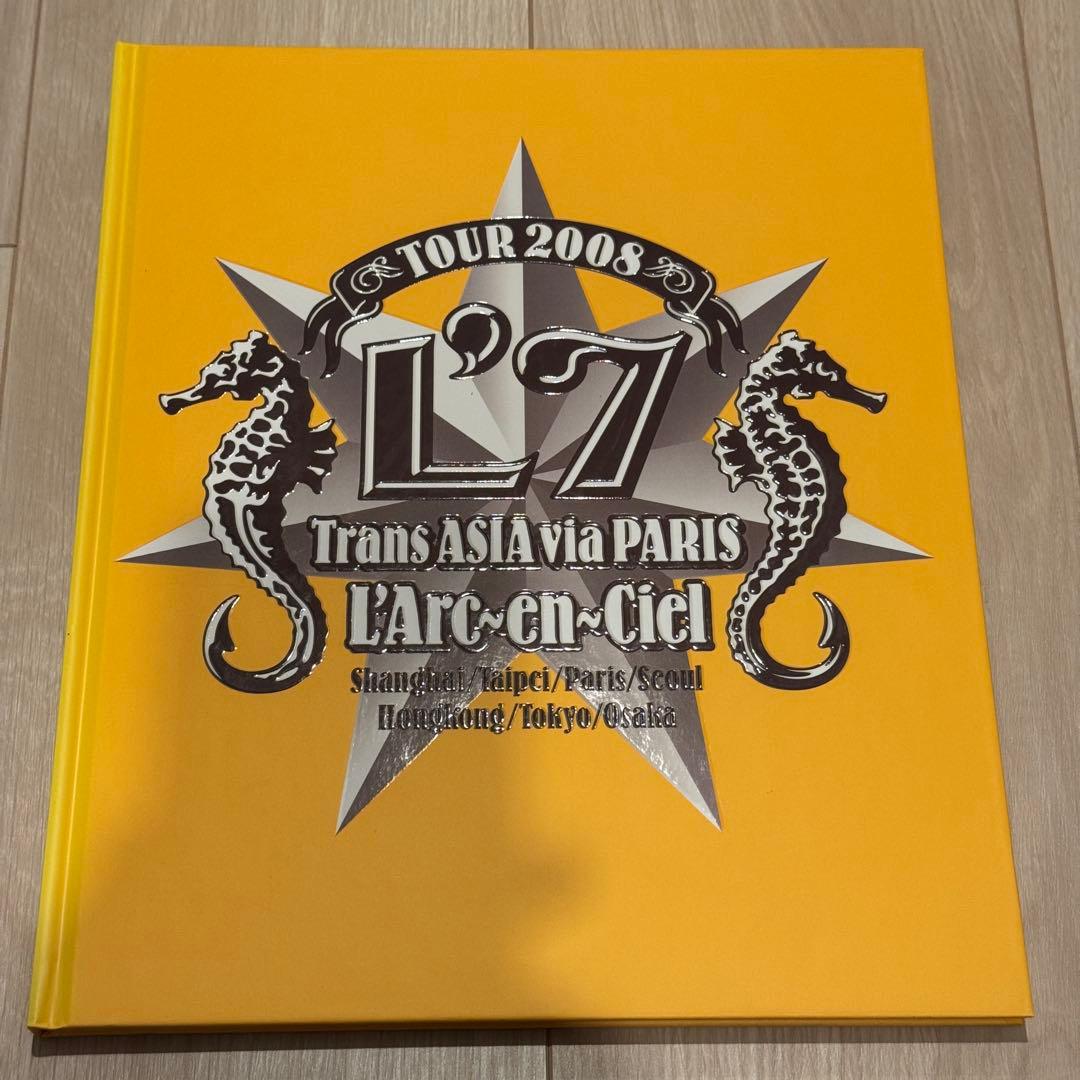 TOUR 2008
L'7
Trans ASIA via PARIS
L'Arc~en~Ciel
Shanghai/Taipei/Paris/Seoul
Hongkong/Tokyo/Osaka